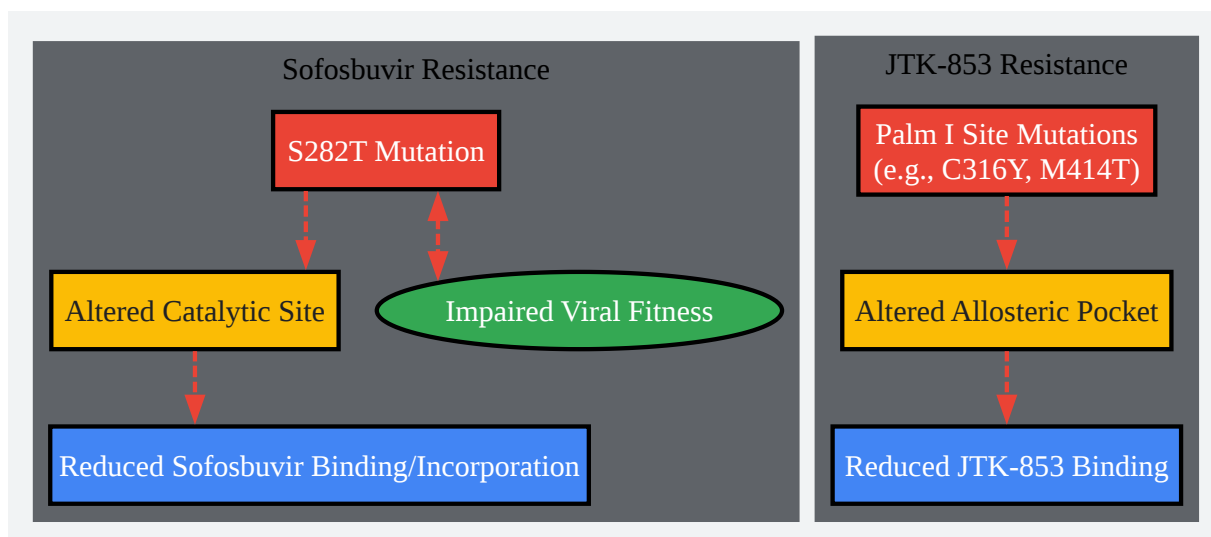 Sofosbuvir Resistance
S282T Mutation
Altered Catalytic Site
Impaired Viral Fitness
Reduced Sofosbuvir Binding/Incorporation
JTK-853 Resistance
Palm I Site Mutations
(e.g., C316Y, M414T)
Altered Allosteric Pocket
Reduced JTK-853 Binding